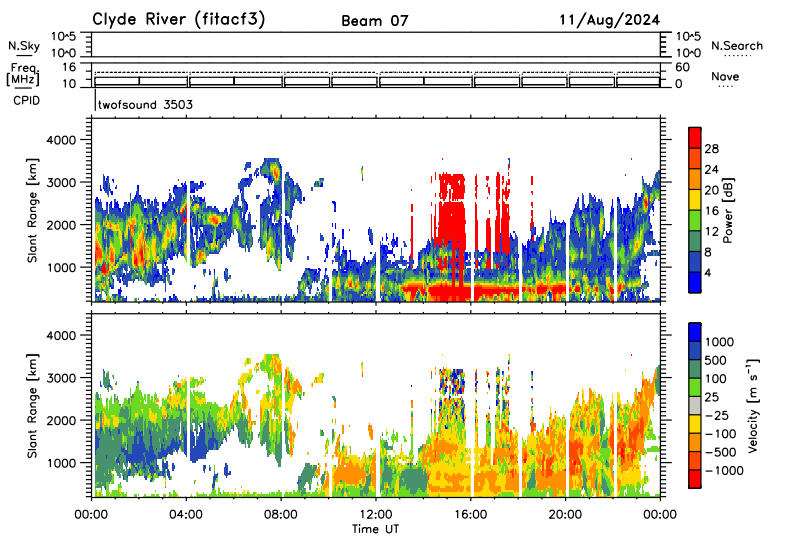 Clyde River (fitacf3) Beam 07 11/Aug/2024
10^5 10^5
N.Sky N.Search
10^0 10^0
Freq. 16 60
[MHz] Nave
10 0
CPID
twofsound 3503
Slant Range [km]
4000
3000
2000
1000
28
24
20
16
12
8
4
Power [dB]
Slant Range [km]
4000
3000
2000
1000
1000
500
100
25
−25
−100
−500
−1000
Velocity [m s⁻¹]
00:00 04:00 08:00 12:00 16:00 20:00 00:00
Time UT